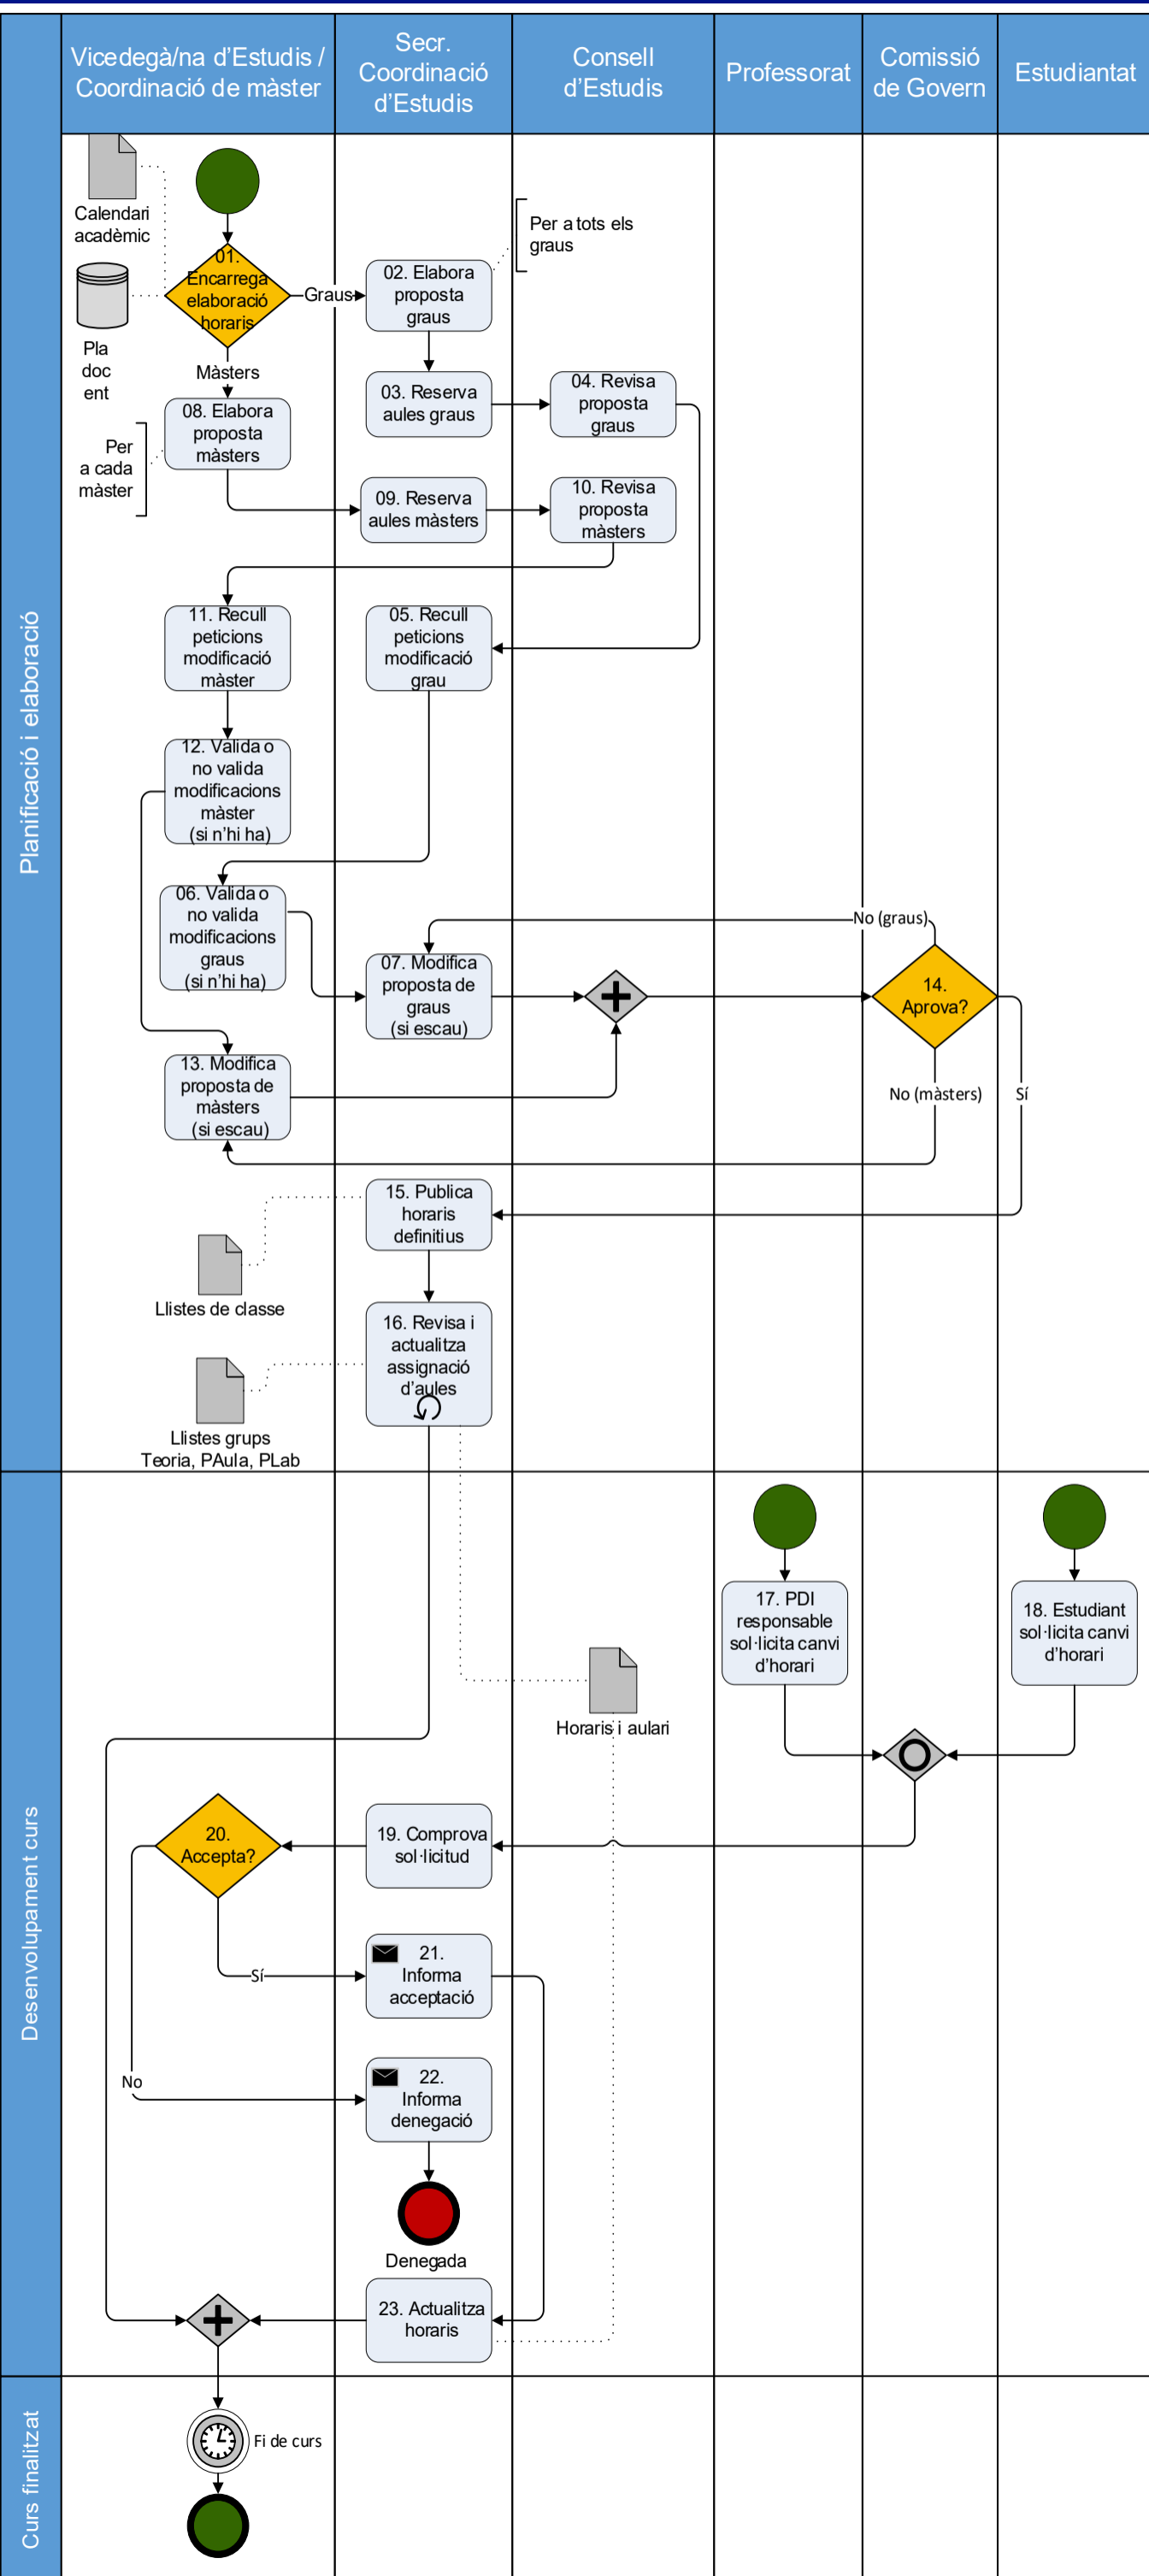 Vicedegà/na d’Estudis /
Coordinació de màster
Secr.
Coordinació
d’Estudis
Consell
d’Estudis
Professorat
Comissió
de Govern
Estudiantat
Planificació i elaboració
Calendari
acadèmic
Pla
doc
ent
01.
Encarrega
elaboració
horaris
Graus
Màsters
02. Elabora
proposta
graus
Per a tots els
graus
03. Reserva
aules graus
04. Revisa
proposta
graus
08. Elabora
proposta
màsters
Per
a cada
màster
09. Reserva
aules màsters
10. Revisa
proposta
màsters
11. Recull
peticions
modificació
màster
05. Recull
peticions
modificació
grau
12. Valida o
no valida
modificacions
màster
(si n’hi ha)
06. Valida o
no valida
modificacions
graus
(si n’hi ha)
07. Modifica
proposta de
graus
(si escau)
No (graus)
14.
Aprova?
No (màsters)
Sí
13. Modifica
proposta de
màsters
(si escau)
15. Publica
horaris
definitius
Llistes de classe
16. Revisa i
actualitza
assignació
d’aules
Llistes grups
Teoria, PAula, PLab
Desenvolupament curs
17. PDI
responsable
sol·licita canvi
d’horari
18. Estudiant
sol·licita canvi
d’horari
Horaris i aulari
19. Comprova
sol·licitud
20.
Accepta?
Sí
21.
Informa
acceptació
No
22.
Informa
denegació
Denegada
23. Actualitza
horaris
Curs finalitzat
Fi de curs